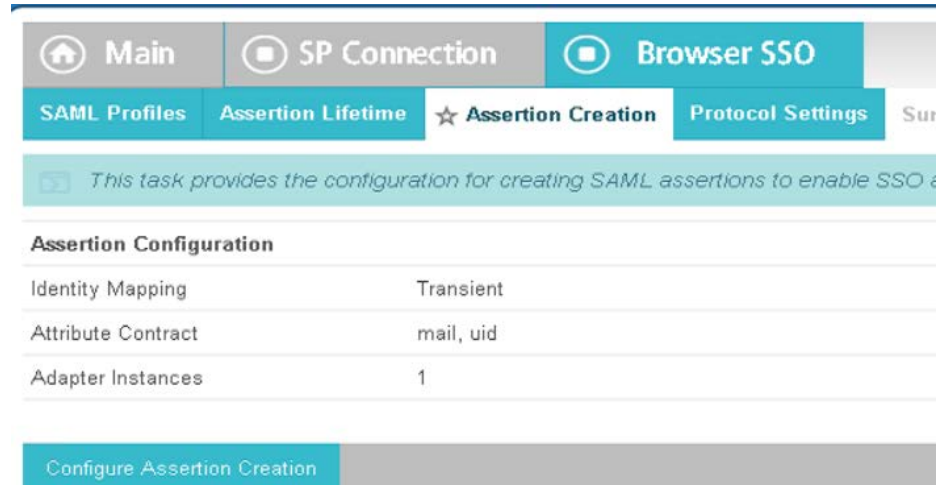 Main SP Connection Browser SSO
SAML Profiles Assertion Lifetime Assertion Creation Protocol Settings
This task provides the configuration for creating SAML assertions to enable SSO
Assertion Configuration
Identity Mapping Transient
Attribute Contract mail, uid
Adapter Instances 1
Configure Assertion Creation